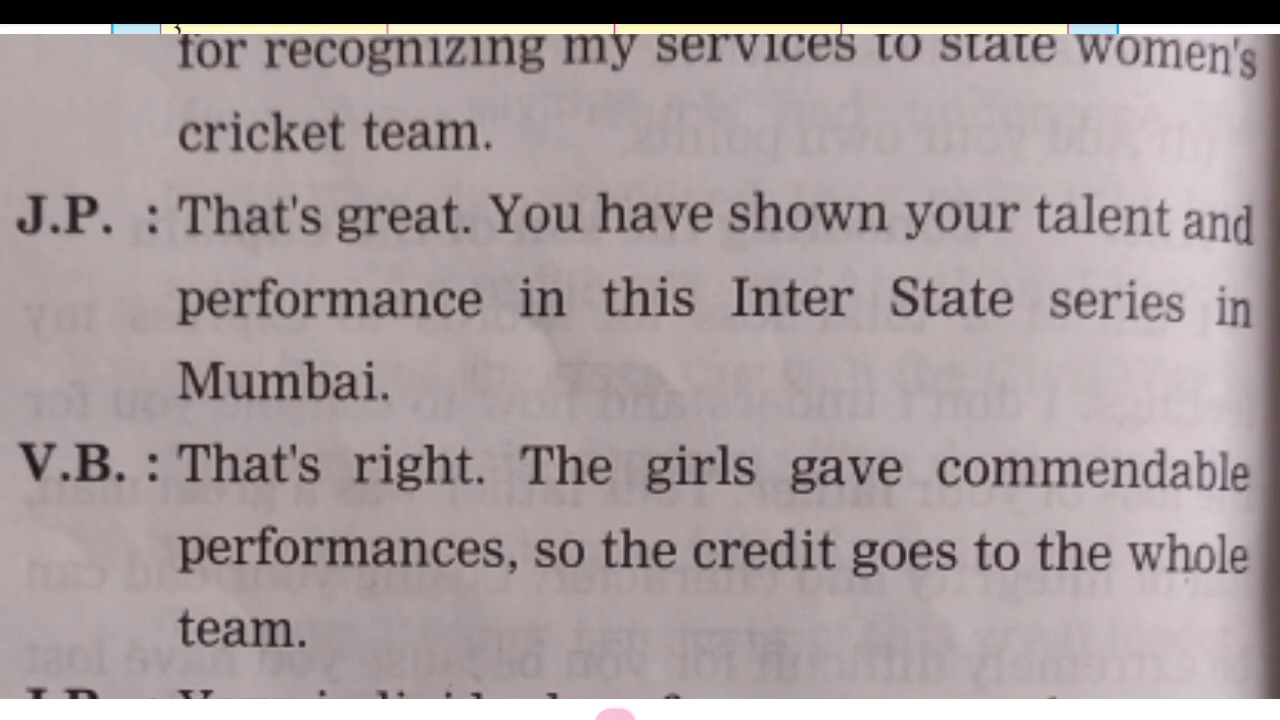 for recognizing my services to state women's
cricket team.
J.P. : That's great. You have shown your talent and
performance in this Inter State series in
Mumbai.
V.B. : That's right. The girls gave commendable
performances, so the credit goes to the whole
team.